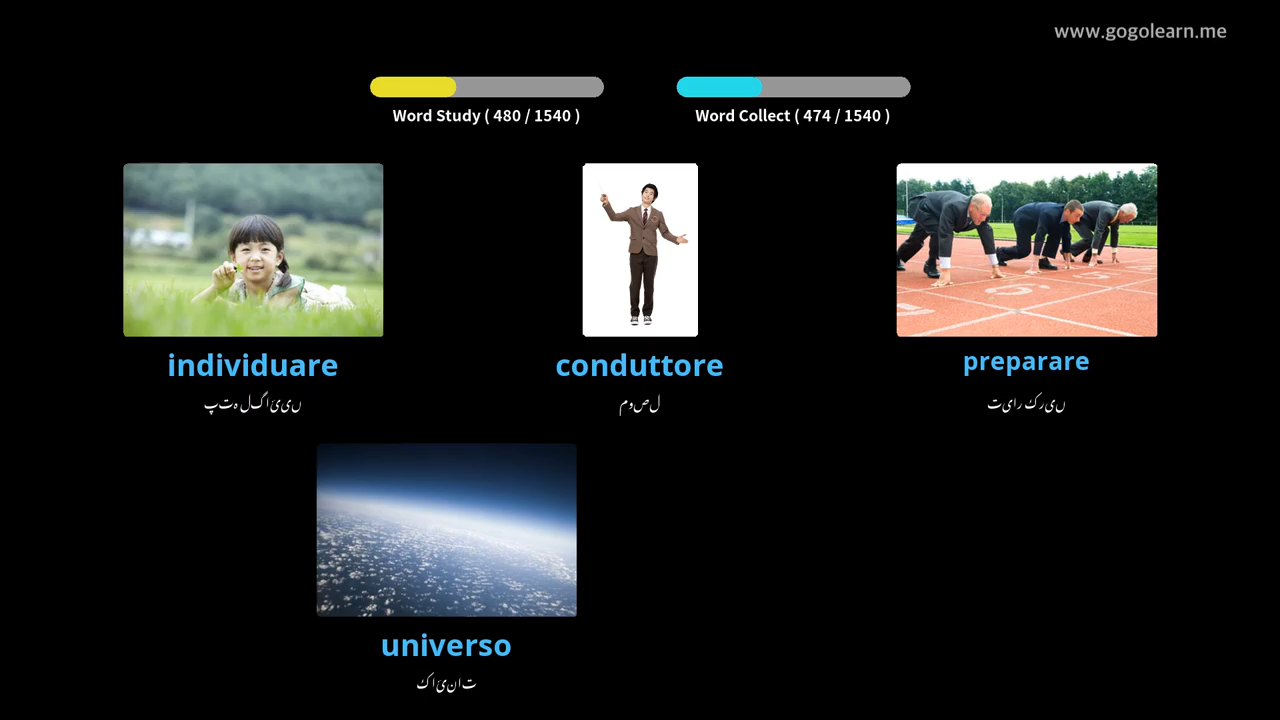 www.gogolearn.me
Word Study ( 480 / 1540 )
Word Collect ( 474 / 1540 )
individuare
پتہ لگائیں
conduttore
موصل
preparare
تیار کریں
universo
کائنات